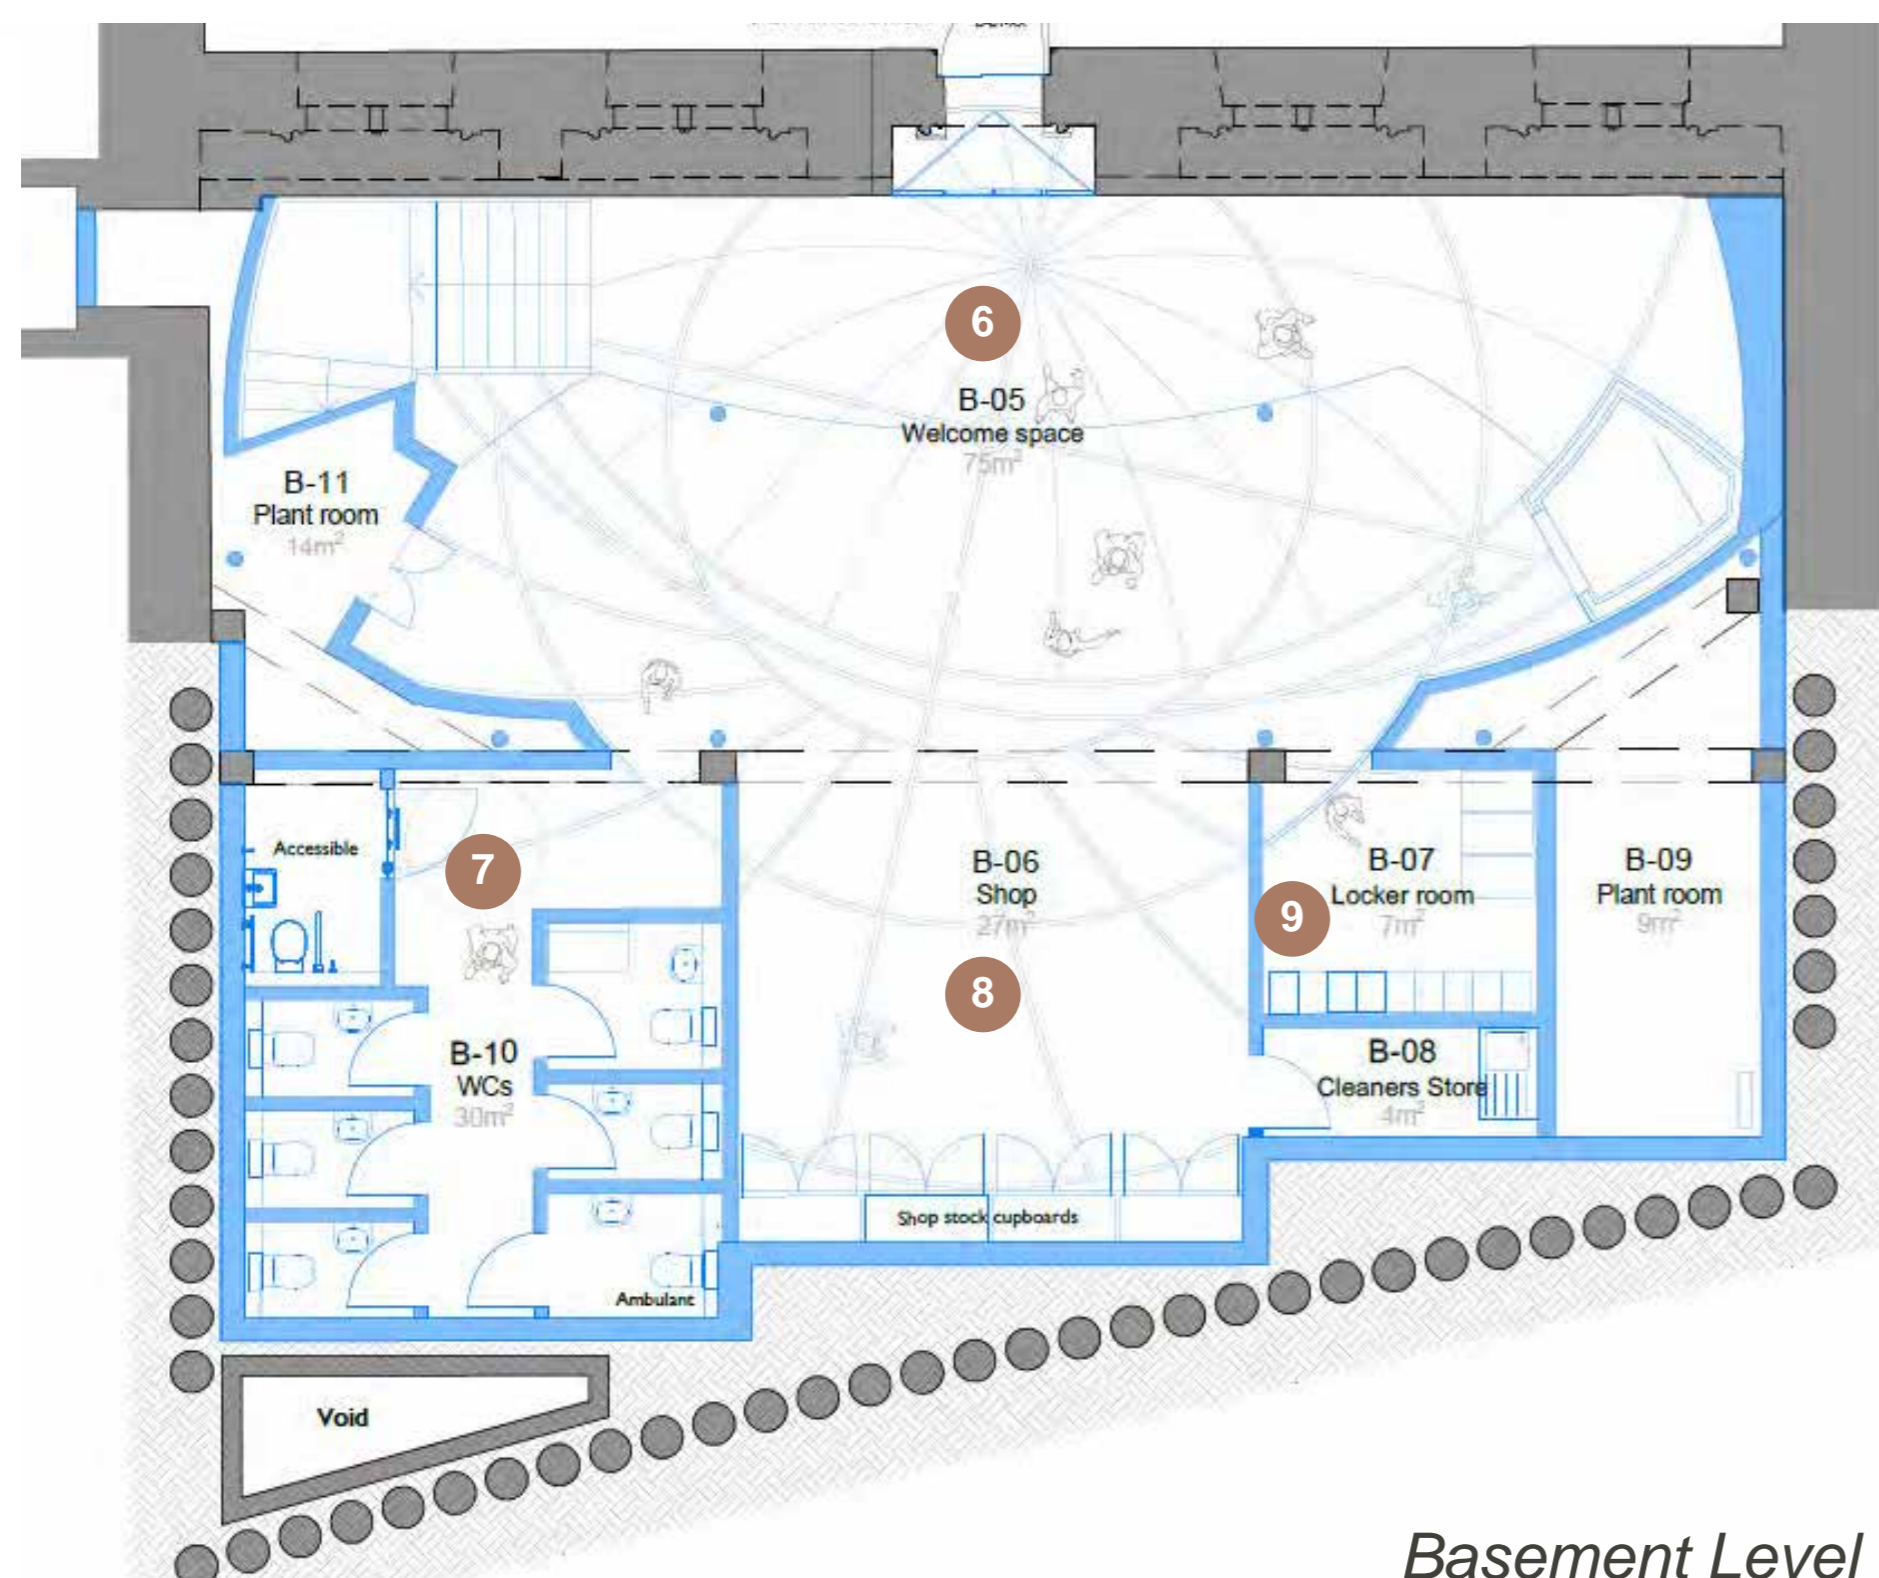 6
B-05
Welcome space
75m²
B-11
Plant room
14m²
Accessible
7
B-06
Shop
27m²
8
9
B-07
Locker room
7m²
B-09
Plant room
9m²
B-10
WCs
30m²
B-08
Cleaners Store
4m²
Shop stock cupboards
Ambulant
Void
Basement Level